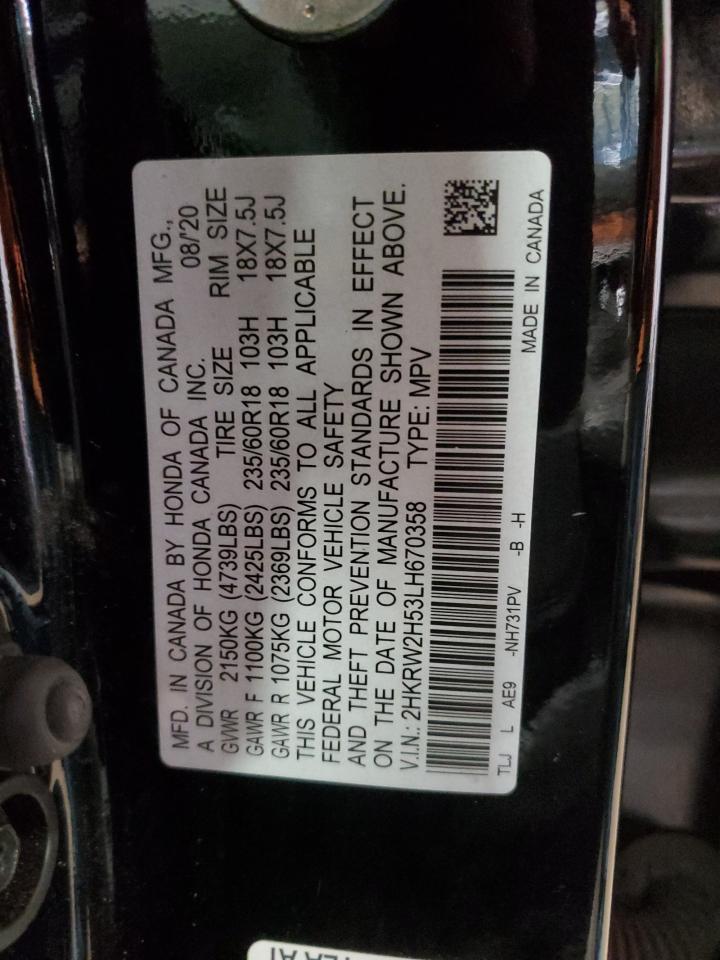 MFD. IN CANADA BY HONDA OF CANADA MFG.,
A DIVISION OF HONDA CANADA INC. 08/'20
GVWR 2150KG (4739LBS) TIRE SIZE RIM SIZE
GAWR F 1100KG (2425LBS) 235/60R18 103H 18X7.5J
GAWR R 1075KG (2369LBS) 235/60R18 103H 18X7.5J
THIS VEHICLE CONFORMS TO ALL APPLICABLE
FEDERAL MOTOR VEHICLE SAFETY
AND THEFT PREVENTION STANDARDS IN EFFECT
ON THE DATE OF MANUFACTURE SHOWN ABOVE.
V.I.N.: 2HKRW2H53LH670358 TYPE: MPV
TLJ L AE9 -NH731PV -B -H
MADE IN CANADA